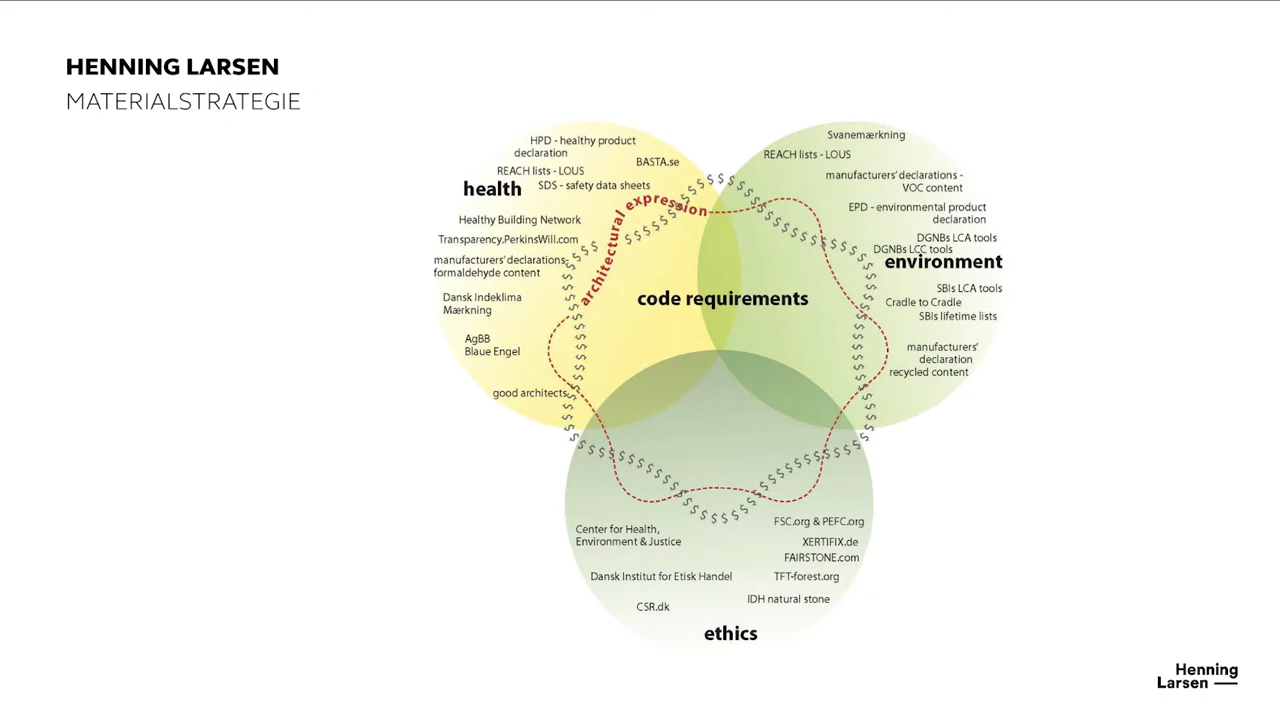 HENNING LARSEN
MATERIALSTRATEGIE
HPD - healthy product
declaration
BASTA.se
REACH lists - LOUS
health
SDS - safety data sheets
Healthy Building Network
Transparency.PerkinsWill.com
manufacturers' declarations-
formaldehyde content
Dansk Indeklima
Mærkning
AgBB
Blaue Engel
good architects
architectural expression
code requirements
Svanemærkning
REACH lists - LOUS
manufacturers' declarations -
VOC content
EPD - environmental product
declaration
DGNBs LCA tools
DGNBs LCC tools
environment
SBIs LCA tools
Cradle to Cradle
SBIs lifetime lists
manufacturers'
declaration
recycled content
Center for Health,
Environment & Justice
Dansk Institut for Etisk Handel
CSR.dk
FSC.org & PEFC.org
XERTIFIX.de
FAIRSTONE.com
TFT-forest.org
IDH natural stone
ethics
Henning
Larsen